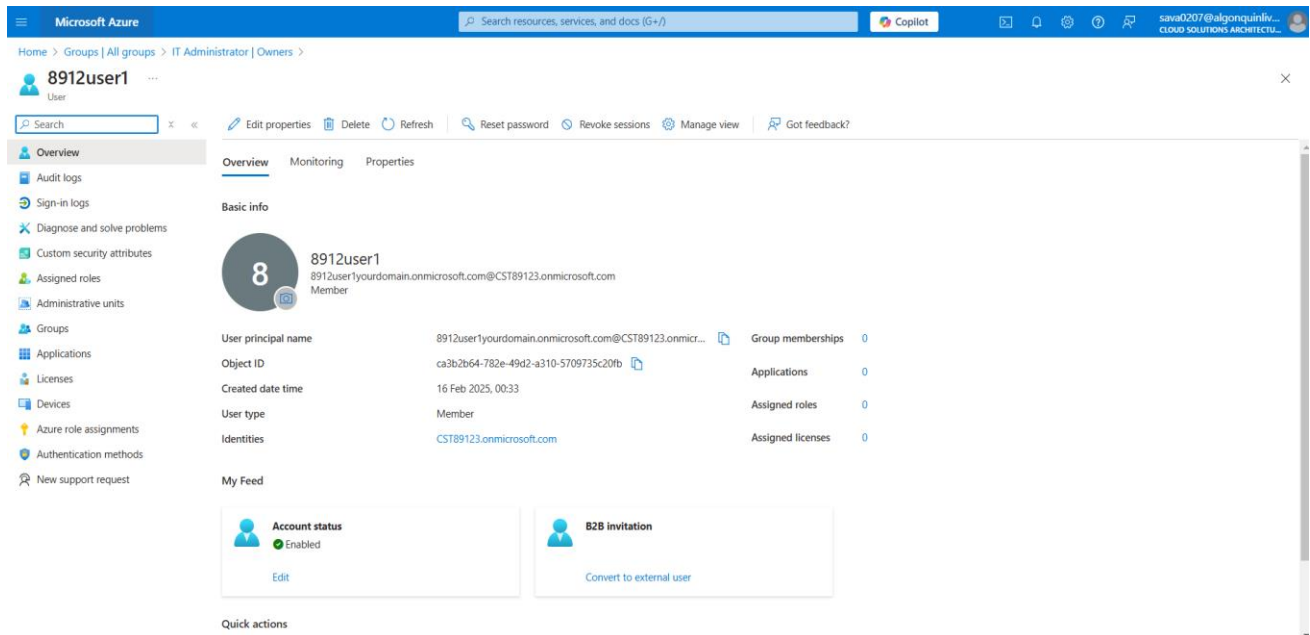 Microsoft Azure
Search resources, services, and docs (G+/)
Copilot
sava0207@algonquinliv...
CLOUD SOLUTIONS ARCHITECTU...
Home > Groups | All groups > IT Administrator | Owners >
8912user1 ...
User
Search
Edit properties
Delete
Refresh
Reset password
Revoke sessions
Manage view
Got feedback?
Overview
Audit logs
Sign-in logs
Diagnose and solve problems
Custom security attributes
Assigned roles
Administrative units
Groups
Applications
Licenses
Devices
Azure role assignments
Authentication methods
New support request
Overview Monitoring Properties
Basic info
8
8912user1
8912user1yourdomain.onmicrosoft.com@CST89123.onmicrosoft.com
Member
User principal name 8912user1yourdomain.onmicrosoft.com@CST89123.onmicr...
Object ID ca3b2b64-782e-49d2-a310-5709735c20fb
Created date time 16 Feb 2025, 00:33
User type Member
Identities CST89123.onmicrosoft.com
Group memberships 0
Applications 0
Assigned roles 0
Assigned licenses 0
My Feed
Account status
Enabled
Edit
B2B invitation
Convert to external user
Quick actions